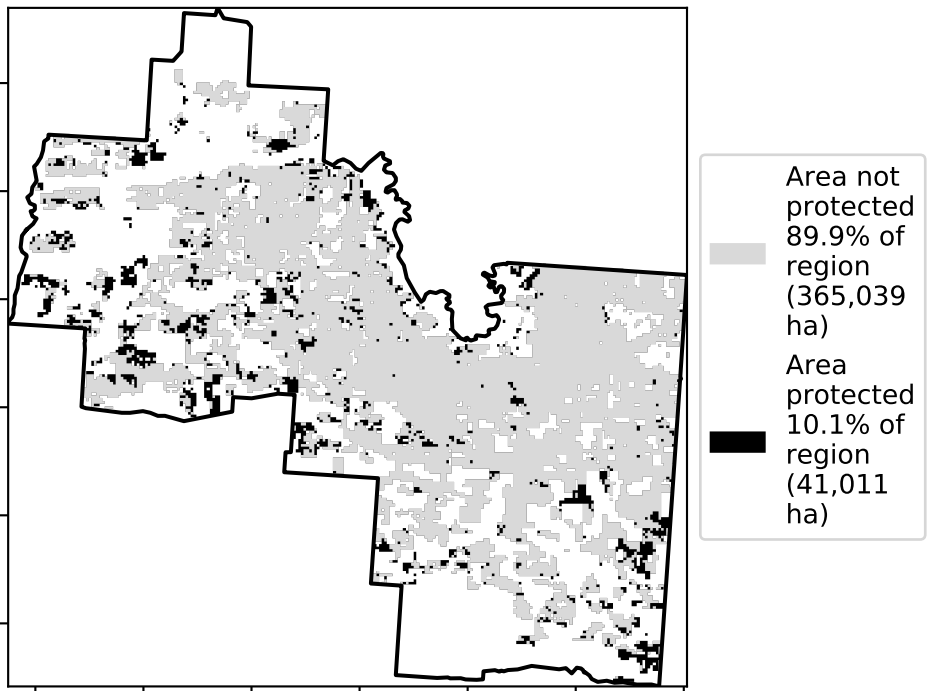 Area not
protected
89.9% of
region
(365,039
ha)
Area
protected
10.1% of
region
(41,011
ha)